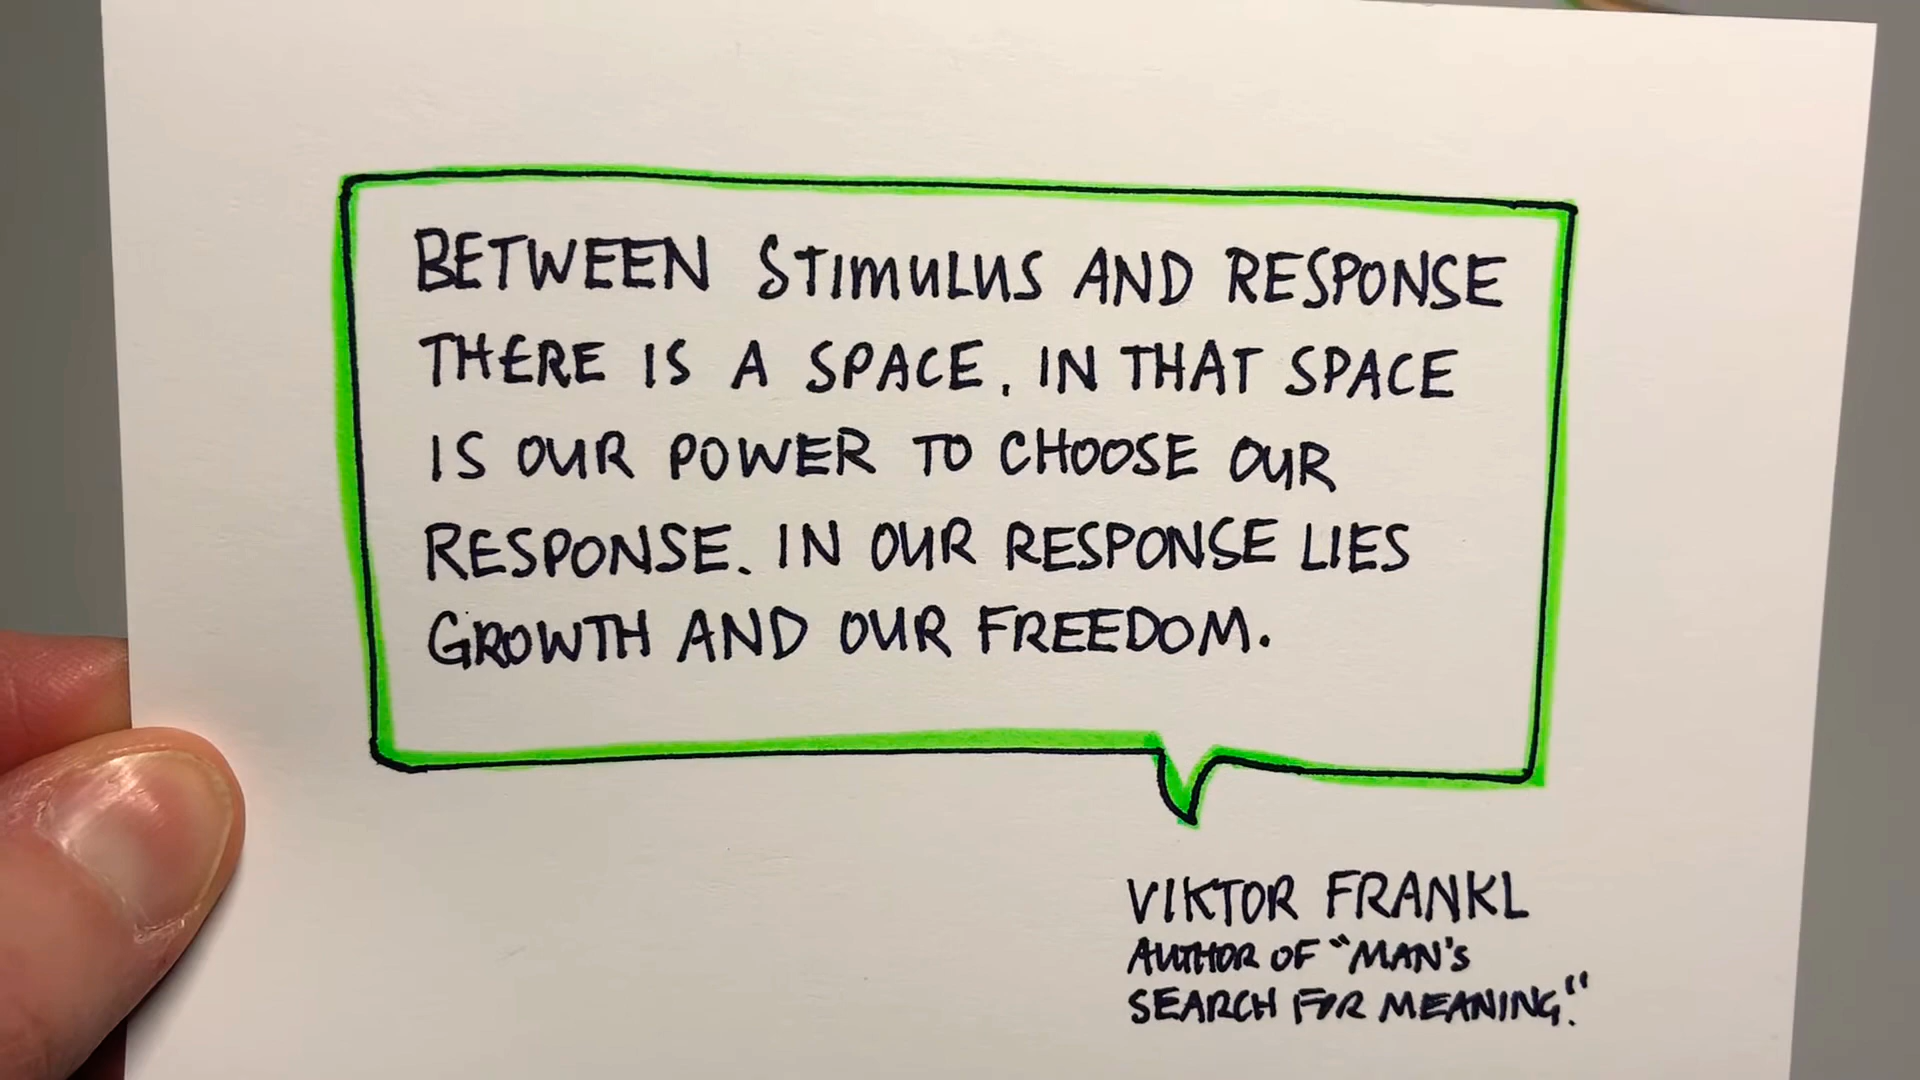 BETWEEN STIMULUS AND RESPONSE
THERE IS A SPACE. IN THAT SPACE
IS OUR POWER TO CHOOSE OUR
RESPONSE. IN OUR RESPONSE LIES
GROWTH AND OUR FREEDOM.
VIKTOR FRANKL
AUTHOR OF "MAN'S
SEARCH FOR MEANING."